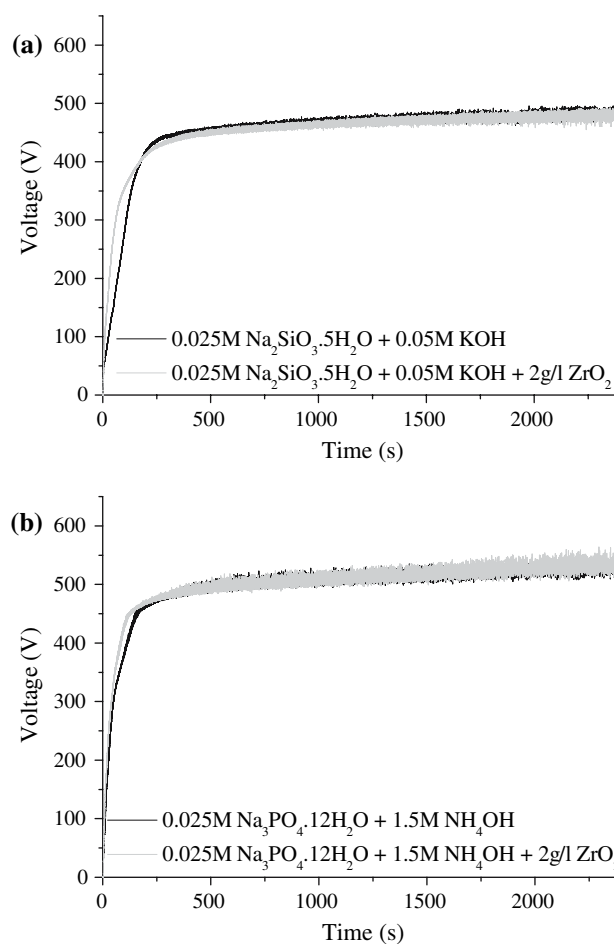 (a)
600
500
400
300
200
100
0
Voltage (V)
0.025M Na₂SiO₃.5H₂O + 0.05M KOH
0.025M Na₂SiO₃.5H₂O + 0.05M KOH + 2g/l ZrO₂
0 500 1000 1500 2000
Time (s)
(b)
600
500
400
300
200
100
0
Voltage (V)
0.025M Na₃PO₄.12H₂O + 1.5M NH₄OH
0.025M Na₃PO₄.12H₂O + 1.5M NH₄OH + 2g/l ZrO
0 500 1000 1500 2000
Time (s)